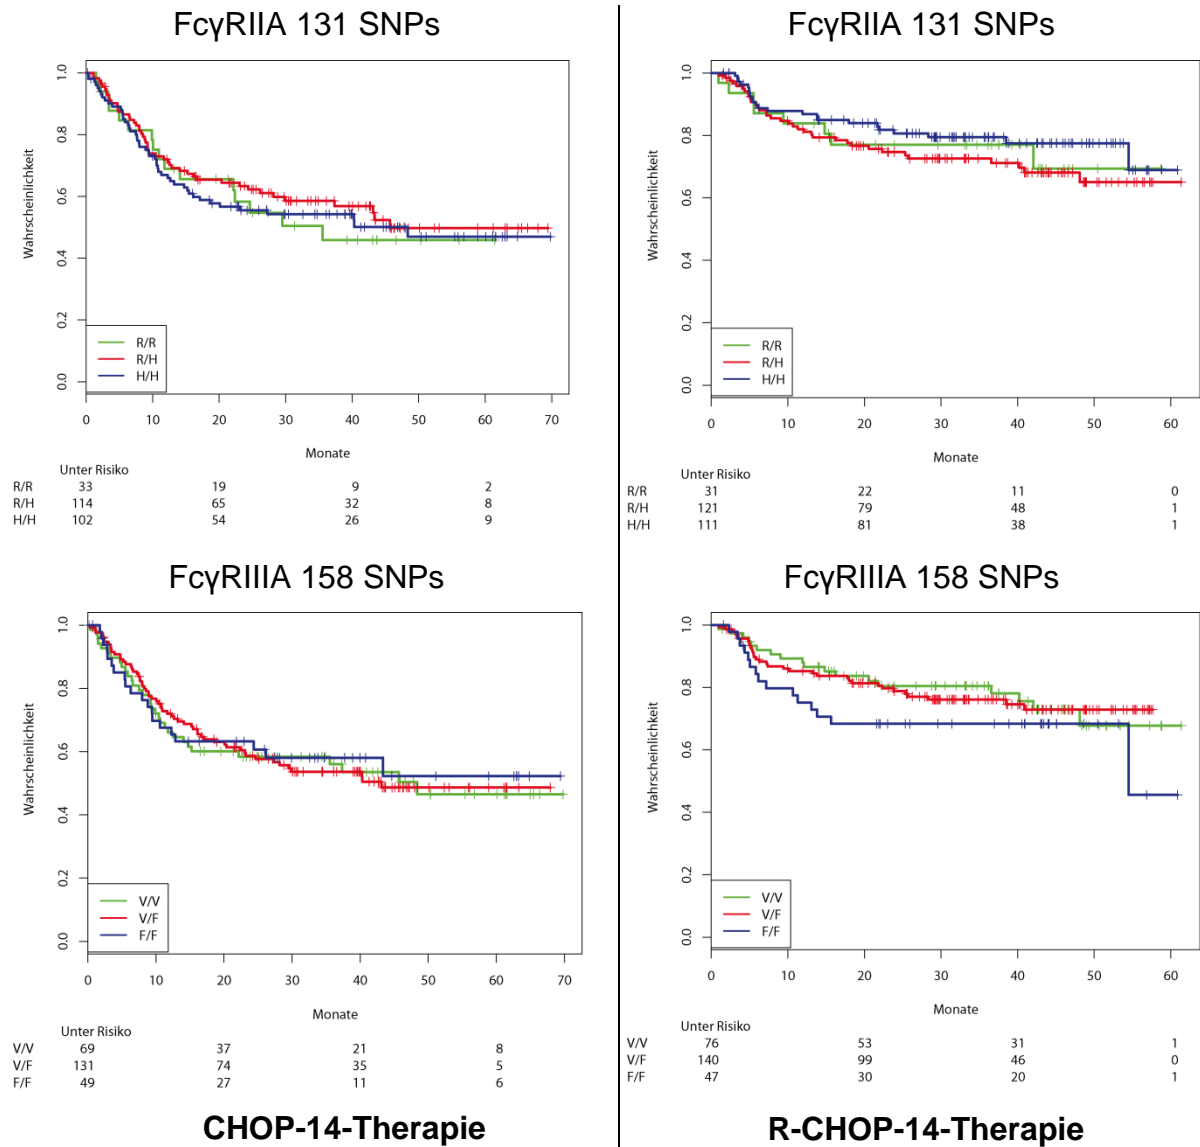 FcγRIIA 131 SNPs
Wahrscheinlichkeit
1.0
0.8
0.6
0.4
0.2
0.0
R/R
R/H
H/H
0 10 20 30 40 50 60 70
Monate
Unter Risiko
R/R 33 19 9 2
R/H 114 65 32 8
H/H 102 54 26 9
FcγRIIA 131 SNPs
Wahrscheinlichkeit
1.0
0.8
0.6
0.4
0.2
0.0
R/R
R/H
H/H
0 10 20 30 40 50 60
Monate
Unter Risiko
R/R 31 22 11 0
R/H 121 79 48 1
H/H 111 81 38 1
FcγRIIIA 158 SNPs
Wahrscheinlichkeit
1.0
0.8
0.6
0.4
0.2
0.0
V/V
V/F
F/F
0 10 20 30 40 50 60 70
Monate
Unter Risiko
V/V 69 37 21 8
V/F 131 74 35 5
F/F 49 27 11 6
CHOP-14-Therapie
FcγRIIIA 158 SNPs
Wahrscheinlichkeit
1.0
0.8
0.6
0.4
0.2
0.0
V/V
V/F
F/F
0 10 20 30 40 50 60
Monate
Unter Risiko
V/V 76 53 31 1
V/F 140 99 46 0
F/F 47 30 20 1
R-CHOP-14-Therapie